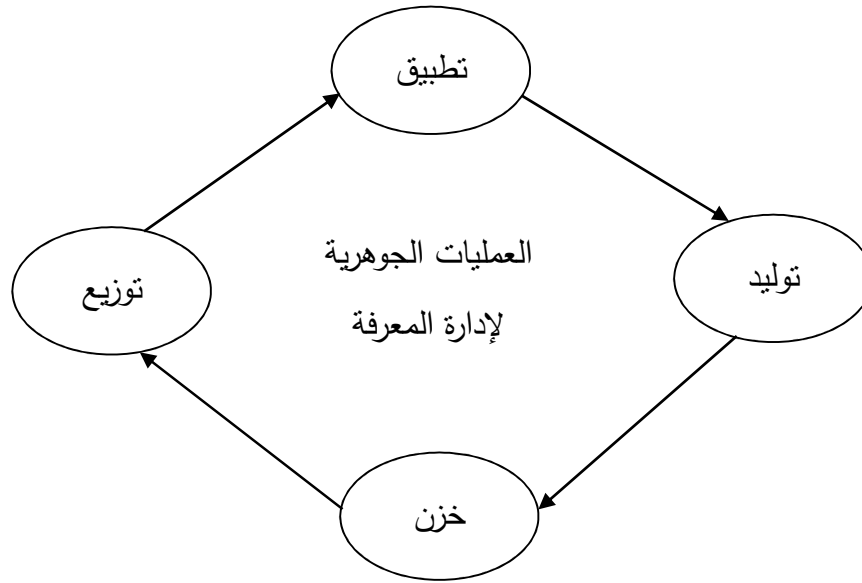 تطبيق
توليد
العمليات الجوهرية
لإدارة المعرفة
توزيع
خزن